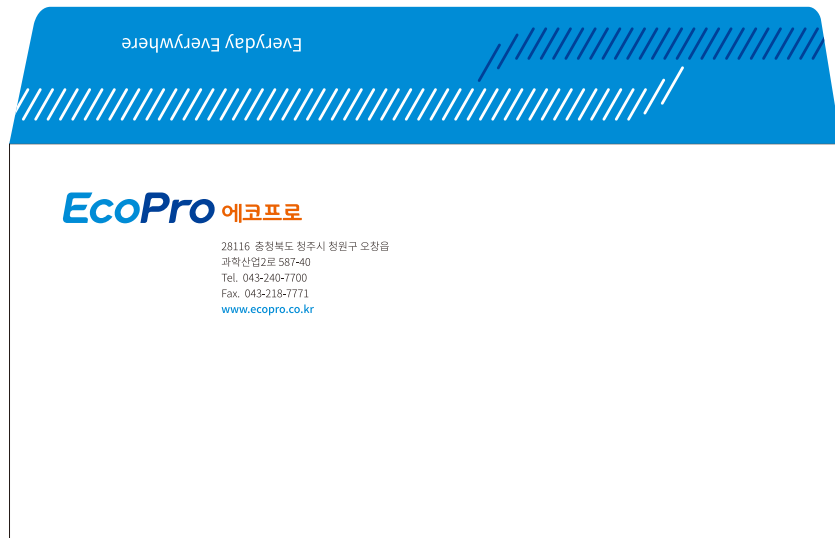 Everyday Everywhere
EcoPro 에코프로
28116 충청북도 청주시 청원구 오창읍
과학산업2로 587-40
Tel. 043-240-7700
Fax. 043-218-7771
www.ecopro.co.kr